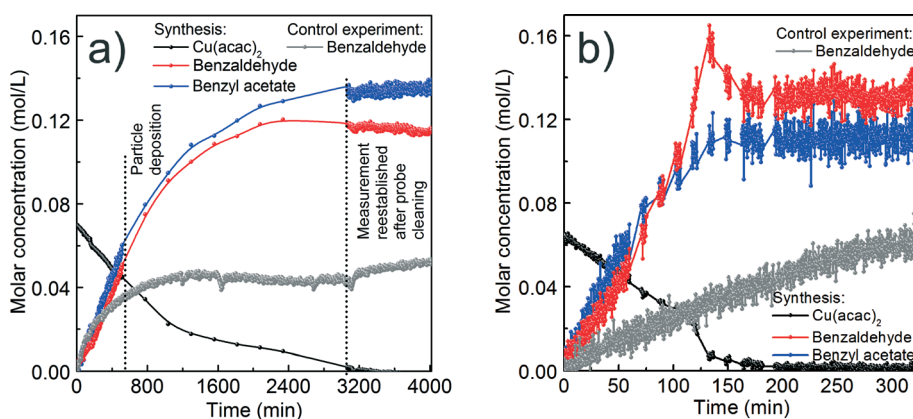 a)
Synthesis:
Cu(acac)2
Benzaldehyde
Benzyl acetate
Control experiment:
Benzaldehyde
Particle
deposition
Measurement
reestablished
after probe
cleaning
Molar concentration (mol/L)
0.16
0.12
0.08
0.04
0.00
0 800 1600 2400 3200 4000
Time (min)
b)
Control experiment:
Benzaldehyde
Synthesis:
Cu(acac)2
Benzaldehyde
Benzyl acetate
Molar concentration (mol/L)
0.16
0.12
0.08
0.04
0.00
0 50 100 150 200 250 300
Time (min)